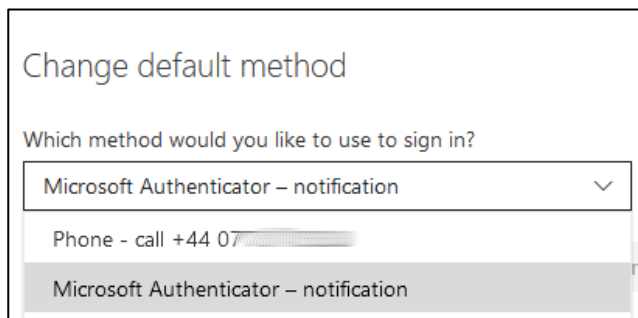 Change default method
Which method would you like to use to sign in?
Microsoft Authenticator – notification
Phone - call +44 07
Microsoft Authenticator – notification